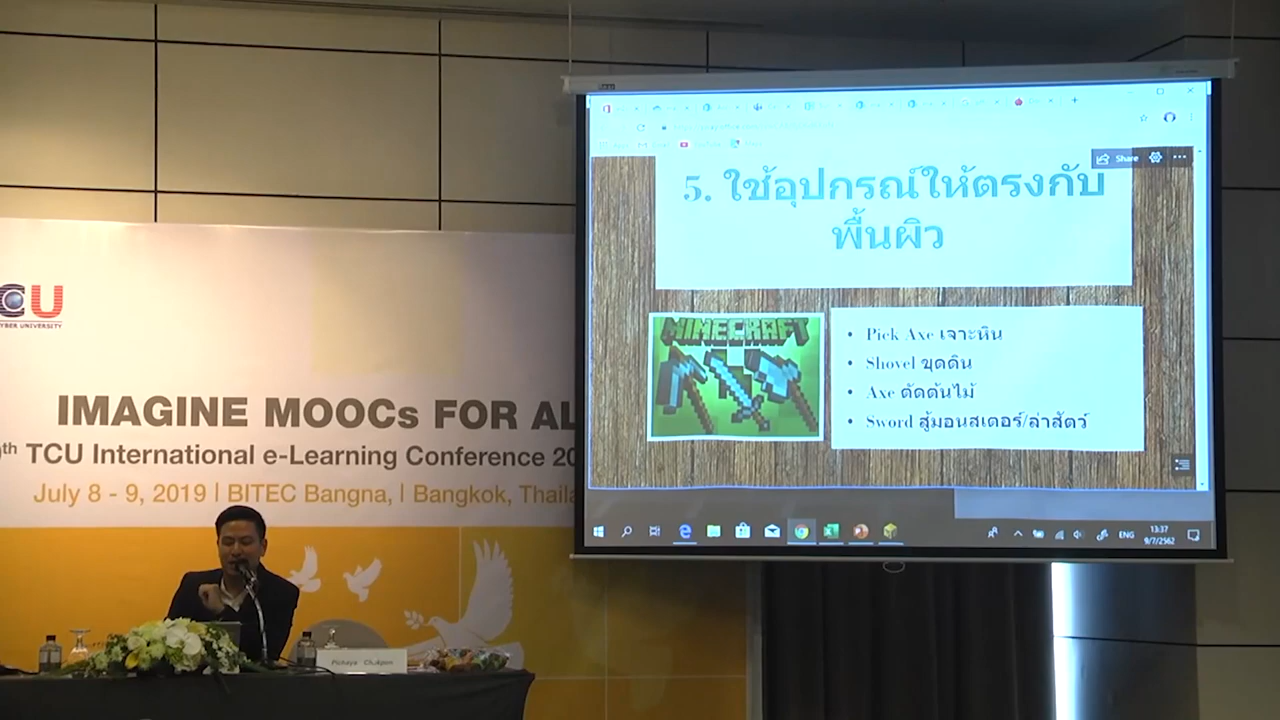 Share
5. ใช้อุปกรณ์ให้ตรงกับ
พื้นผิว
MINECRAFT
• Pick Axe เจาะหิน
• Shovel ขุดดิน
• Axe ตัดต้นไม้
• Sword สู้มอนสเตอร์/ล่าสัตว์
ENG
13:37
9/7/2562
CU
YBER UNIVERSITY
IMAGINE MOOCs FOR AL
th TCU International e-Learning Conference 20
July 8 - 9, 2019 | BITEC Bangna, | Bangkok, Thaila
Pichaya